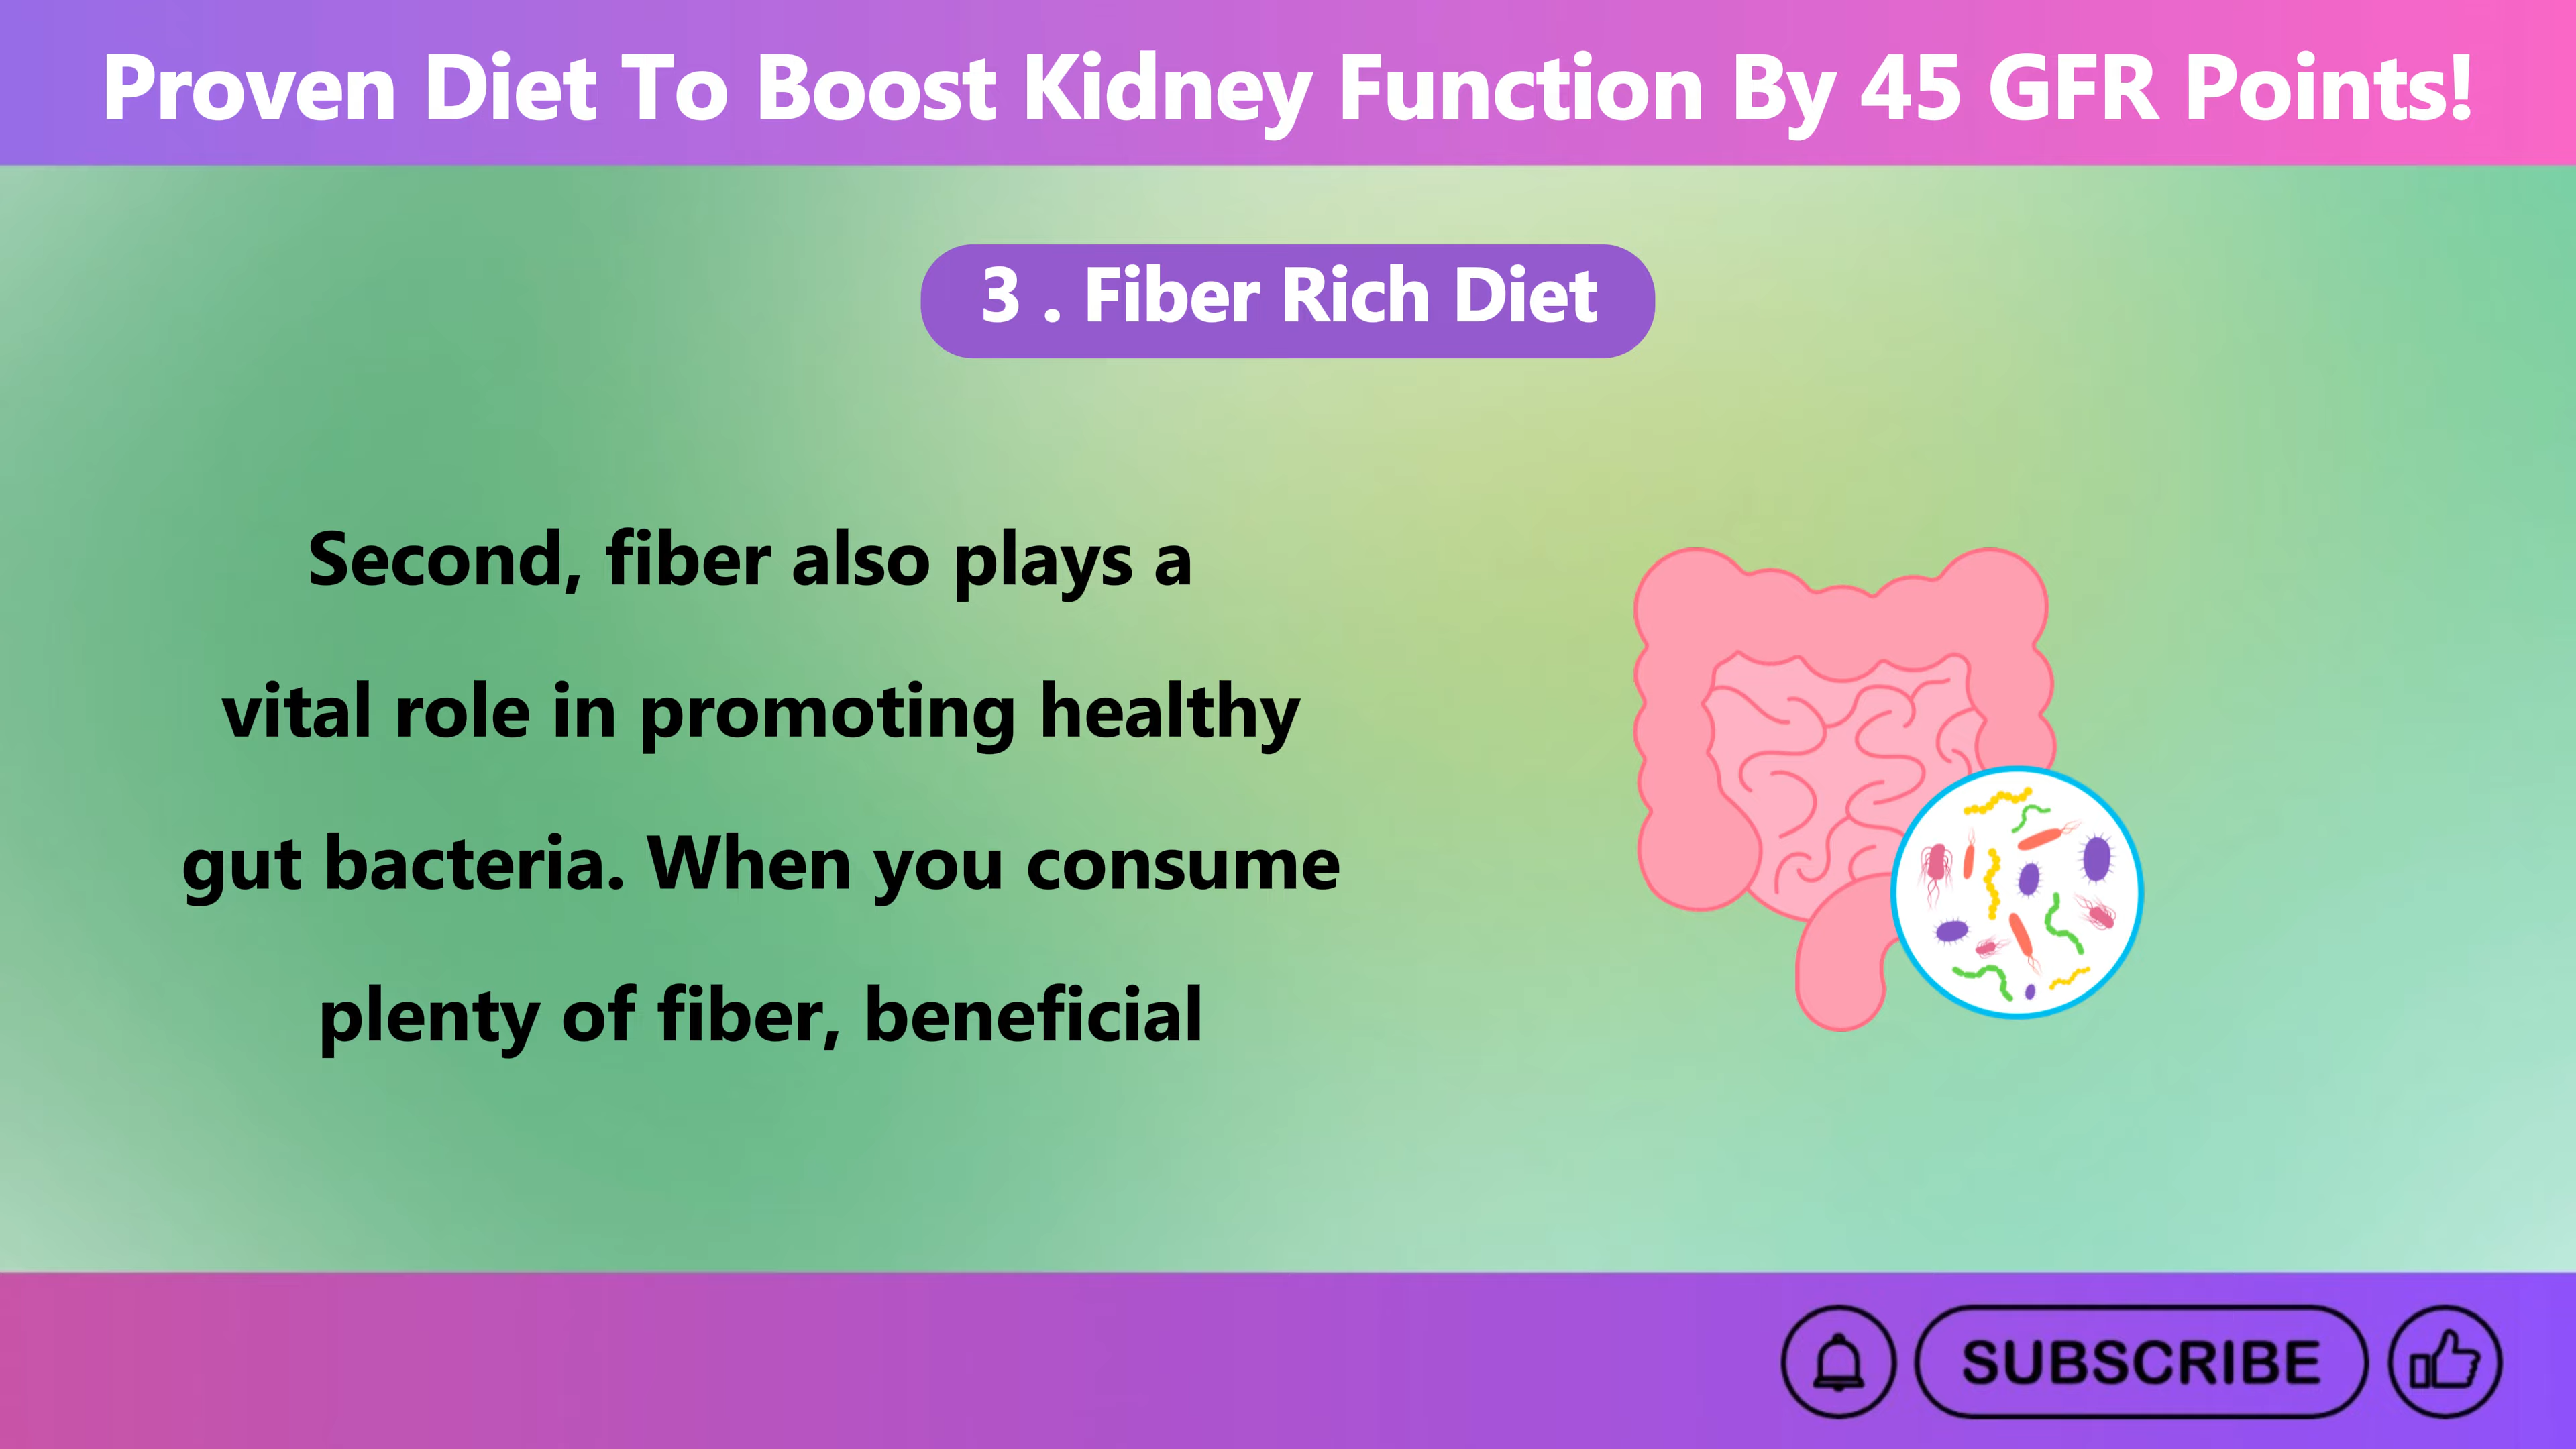 Proven Diet To Boost Kidney Function By 45 GFR Points!
3 . Fiber Rich Diet
Second, fiber also plays a
vital role in promoting healthy
gut bacteria. When you consume
plenty of fiber, beneficial
SUBSCRIBE